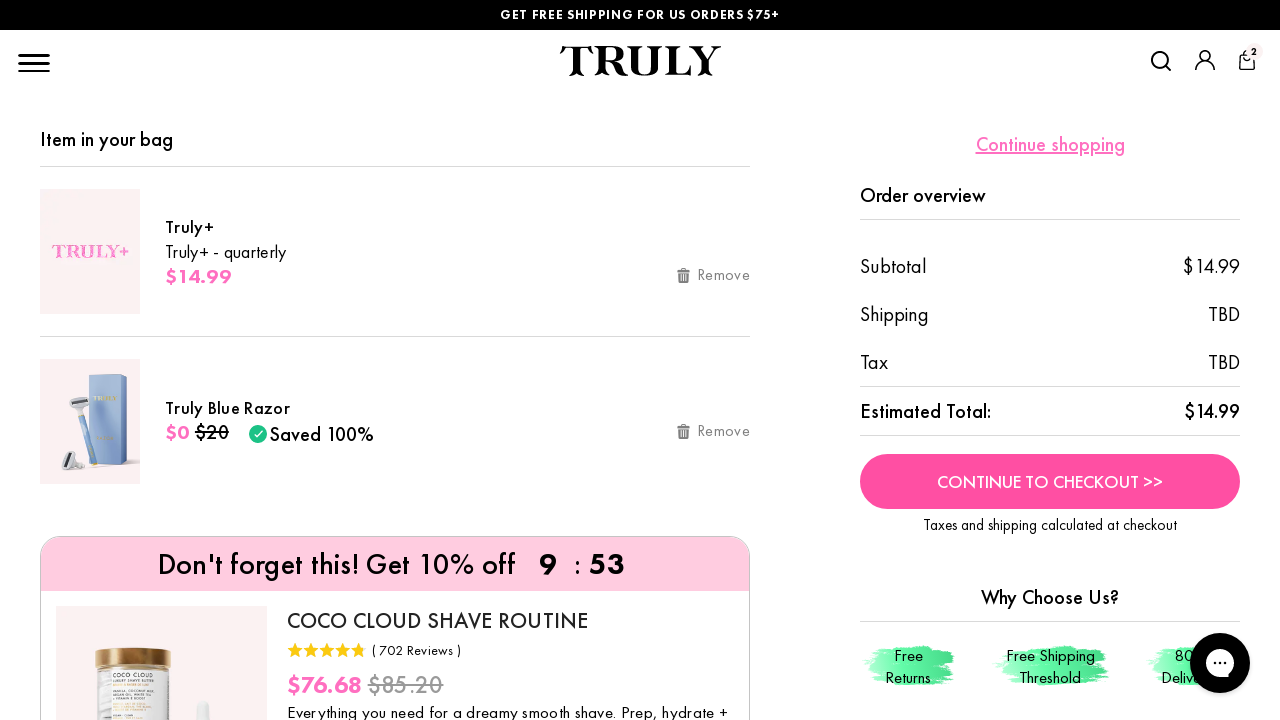 GET FREE SHIPPING FOR US ORDERS $75+
TRULY
2
Item in your bag
Continue shopping
Order overview
TRULY+
Truly+
Truly+ - quarterly
$14.99
Remove
Subtotal $14.99
Shipping TBD
Tax TBD
Estimated Total: $14.99
TRULY
Truly Blue Razor
$0 $20 Saved 100%
Remove
CONTINUE TO CHECKOUT >>
Taxes and shipping calculated at checkout
Don't forget this! Get 10% off 9 : 53
COCO CLOUD SHAVE ROUTINE
( 702 Reviews )
$76.68 $85.20
Everything you need for a dreamy smooth shave. Prep, hydrate +
COCO CLOUD
LUXURY SHAVE BUTTER
Why Choose Us?
Free
Returns
Free Shipping
Threshold